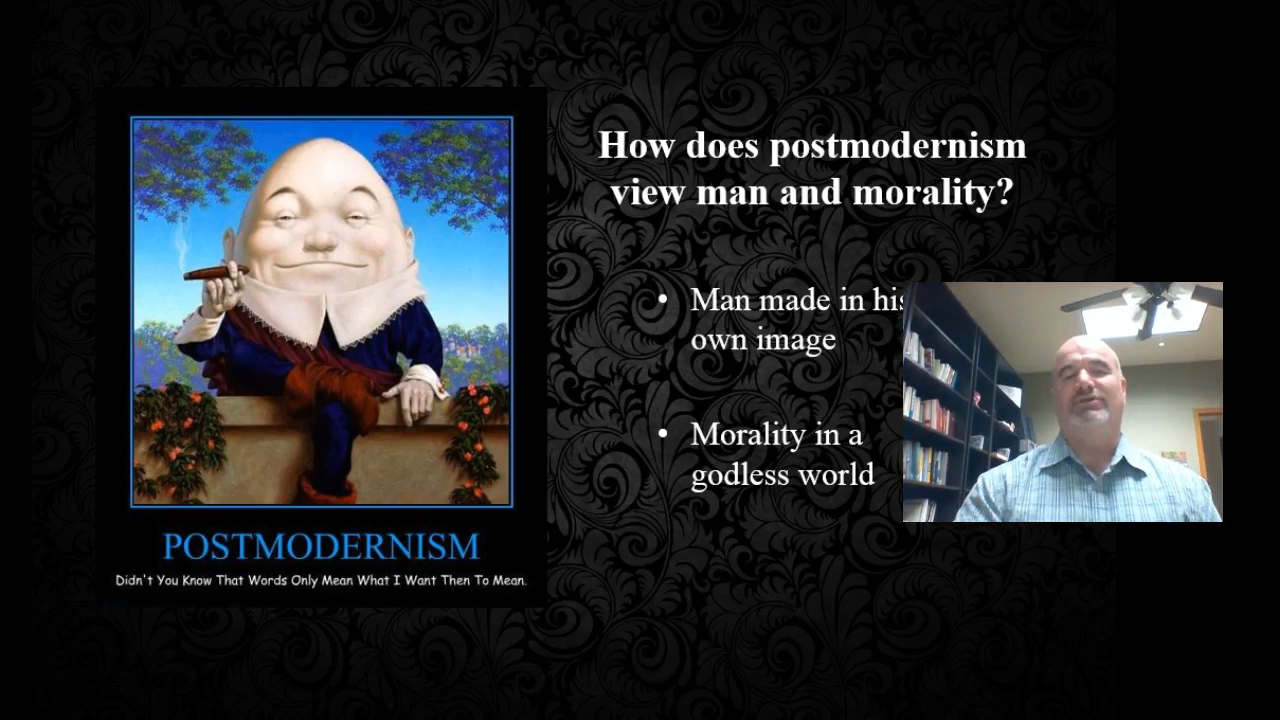 How does postmodernism
view man and morality?
• Man made in his
own image
• Morality in a
godless world
POSTMODERNISM
Didn't You Know That Words Only Mean What I Want Then To Mean.